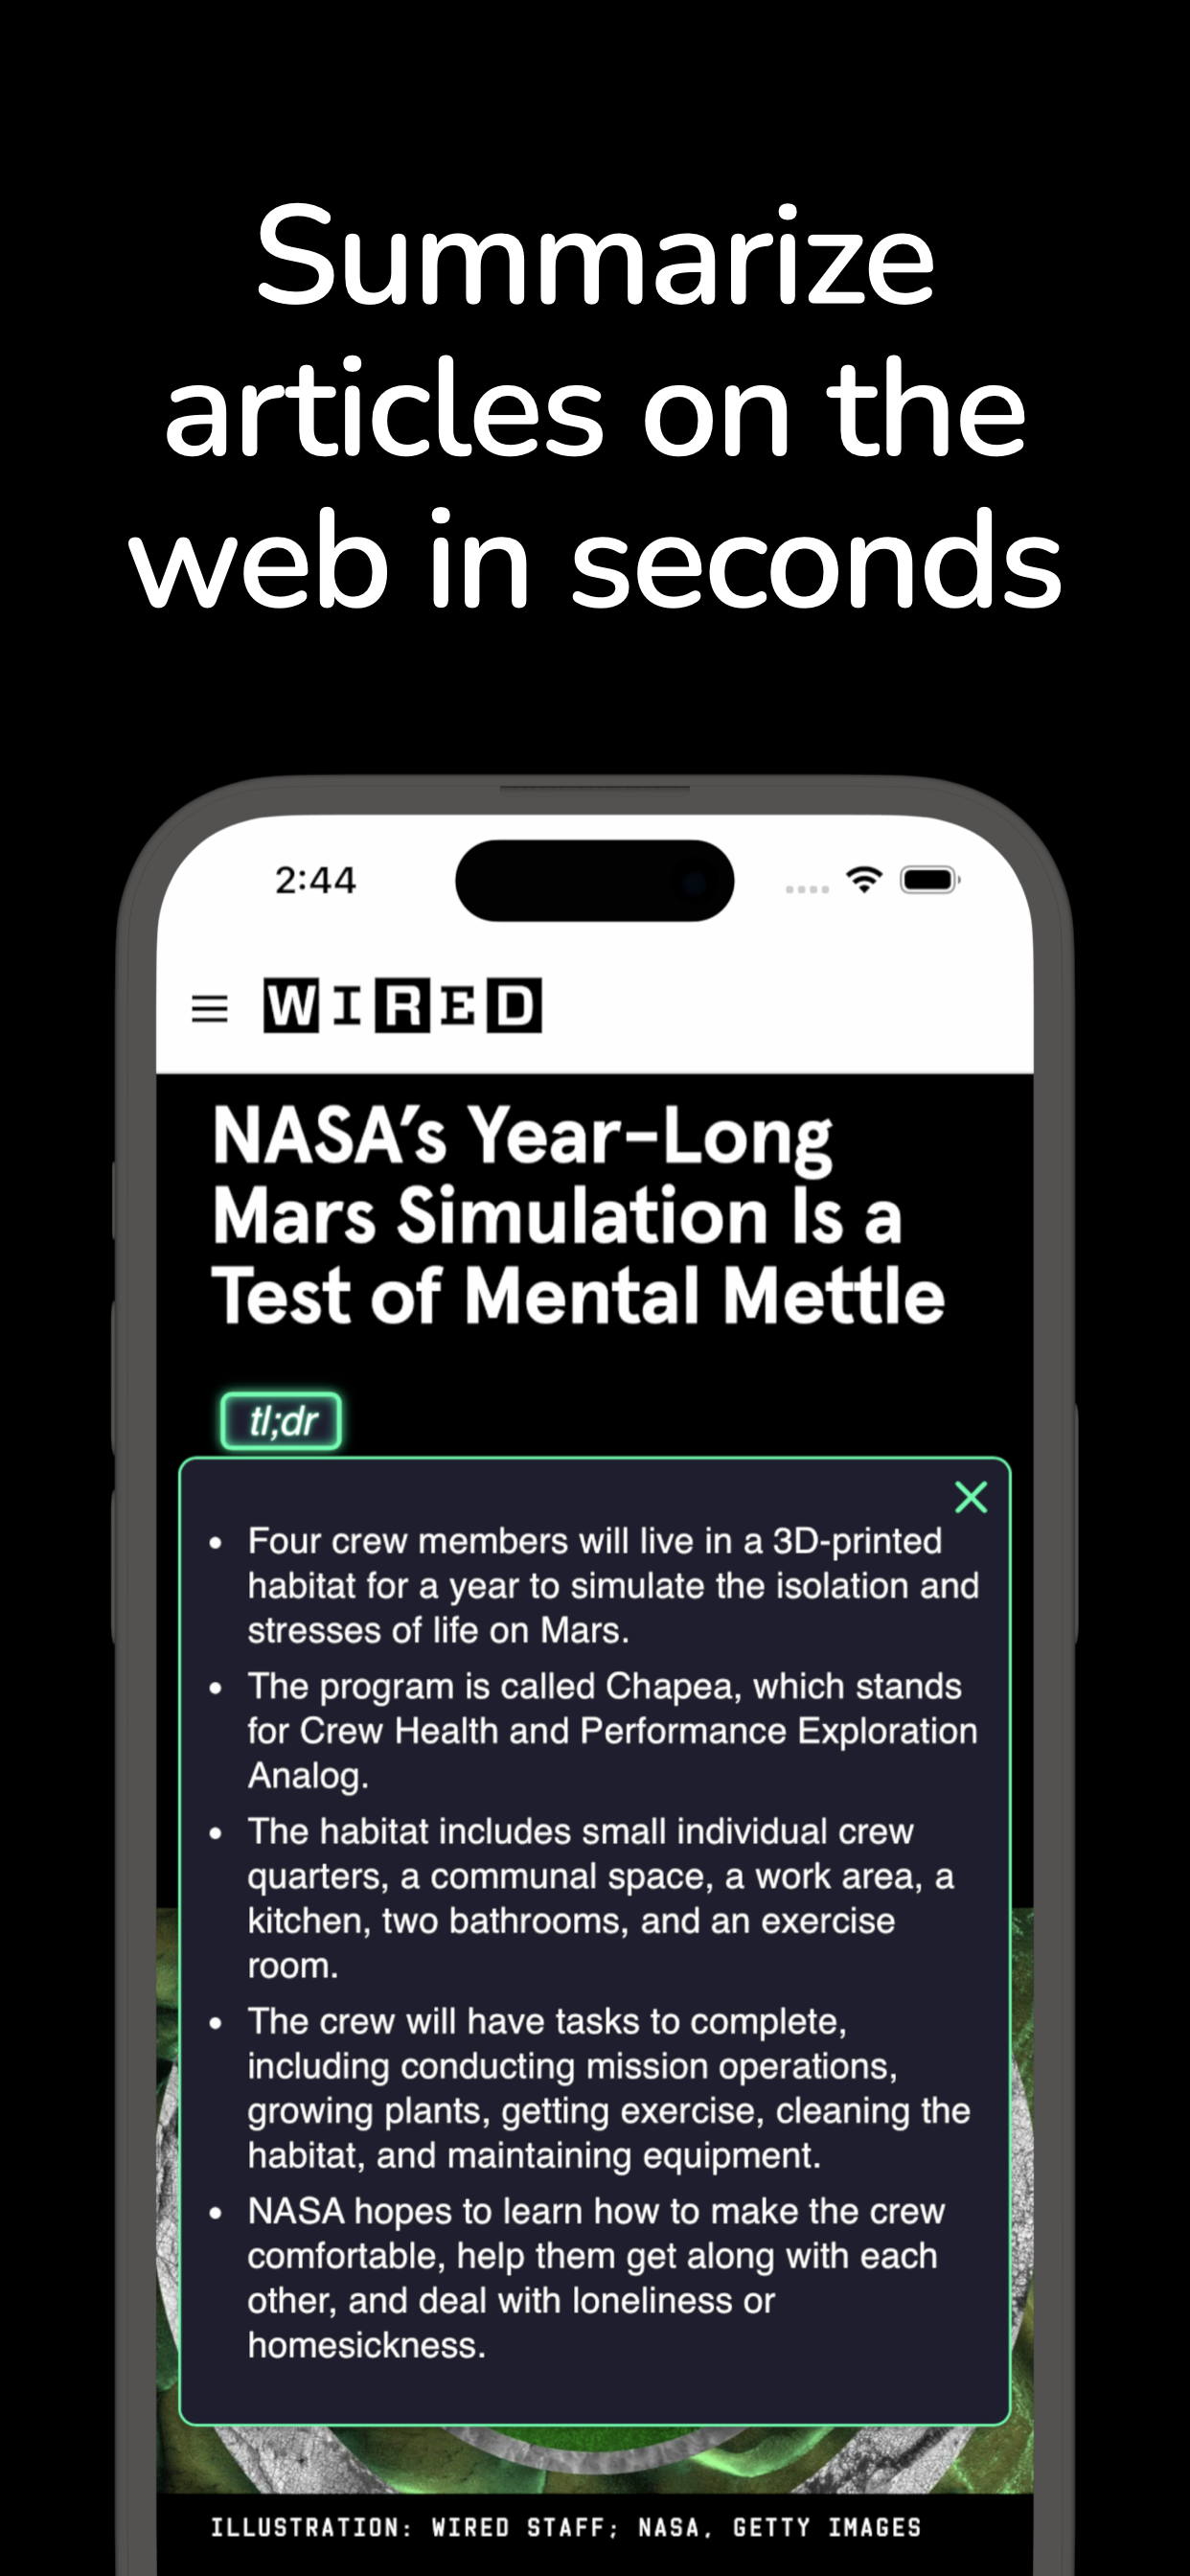 Summarize
articles on the
web in seconds
2:44
WIRED
NASA’s Year-Long
Mars Simulation Is a
Test of Mental Mettle
tl;dr
• Four crew members will live in a 3D-printed
habitat for a year to simulate the isolation and
stresses of life on Mars.
• The program is called Chapea, which stands
for Crew Health and Performance Exploration
Analog.
• The habitat includes small individual crew
quarters, a communal space, a work area, a
kitchen, two bathrooms, and an exercise
room.
• The crew will have tasks to complete,
including conducting mission operations,
growing plants, getting exercise, cleaning the
habitat, and maintaining equipment.
• NASA hopes to learn how to make the crew
comfortable, help them get along with each
other, and deal with loneliness or
homesickness.
ILLUSTRATION: WIRED STAFF; NASA, GETTY IMAGES